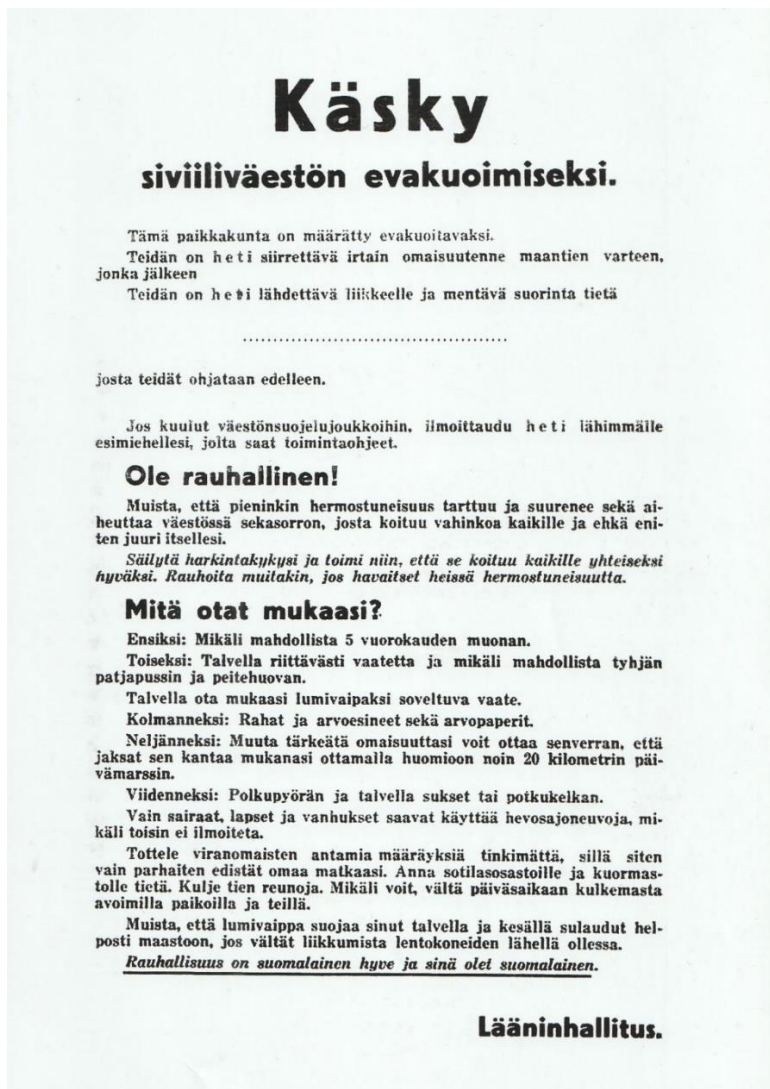 Käsky
siviiliväestön evakuoimiseksi.
Tämä paikkakunta on määrätty evakuoitavaksi.
Teidän on heti siirrettävä irtain omaisuutenne maantien varteen,
jonka jälkeen
Teidän on heti lähdettävä liikkeelle ja mentävä suorinta tietä
............................................
josta teidät ohjataan edelleen.
Jos kuulut väestönsuojelujoukkoihin, ilmoittaudu heti lähimmälle
esimiehellesi, jolta saat toimintaohjeet.
Ole rauhallinen!
Muista, että pieninkin hermostuneisuus tarttuu ja suurenee sekä ai-
heuttaa väestössä sekasorron, josta koituu vahinkoa kaikille ja ehkä eni-
ten juuri itsellesi.
Säilytä harkintakykysi ja toimi niin, että se koituu kaikille yhteiseksi
hyväksi. Rauhoita muitakin, jos havaitset heissä hermostuneisuutta.
Mitä otat mukaasi?
Ensiksi: Mikäli mahdollista 5 vuorokauden muonan.
Toiseksi: Talvella riittävästi vaatetta ja mikäli mahdollista tyhjän
patjapussin ja peitehuovan.
Talvella ota mukaasi lumivaipaksi soveltuva vaate.
Kolmanneksi: Rahat ja arvoesineet sekä arvopaperit.
Neljänneksi: Muuta tärkeätä omaisuuttasi voit ottaa senverran, että
jaksat sen kantaa mukanasi ottamalla huomioon noin 20 kilometrin päi-
vämarssin.
Viidenneksi: Polkupyörän ja talvella sukset tai potkukelkan.
Vain sairaat, lapset ja vanhukset saavat käyttää hevosajoneuvoja, mi-
käli toisin ei ilmoiteta.
Tottele viranomaisten antamia määräyksiä tinkimättä, sillä siten
vain parhaiten edistät omaa matkaasi. Anna sotilasosastoille ja kuormas-
tolle tietä. Kulje tien reunoja. Mikäli voit, vältä päiväsaikaan kulkemasta
avoimilla paikoilla ja teillä.
Muista, että lumivaippa suojaa sinut talvella ja kesällä sulaudut hel-
posti maastoon, jos vältät liikkumista lentokoneiden lähellä ollessa.
Rauhallisuus on suomalainen hyve ja sinä olet suomalainen.
Lääninhallitus.